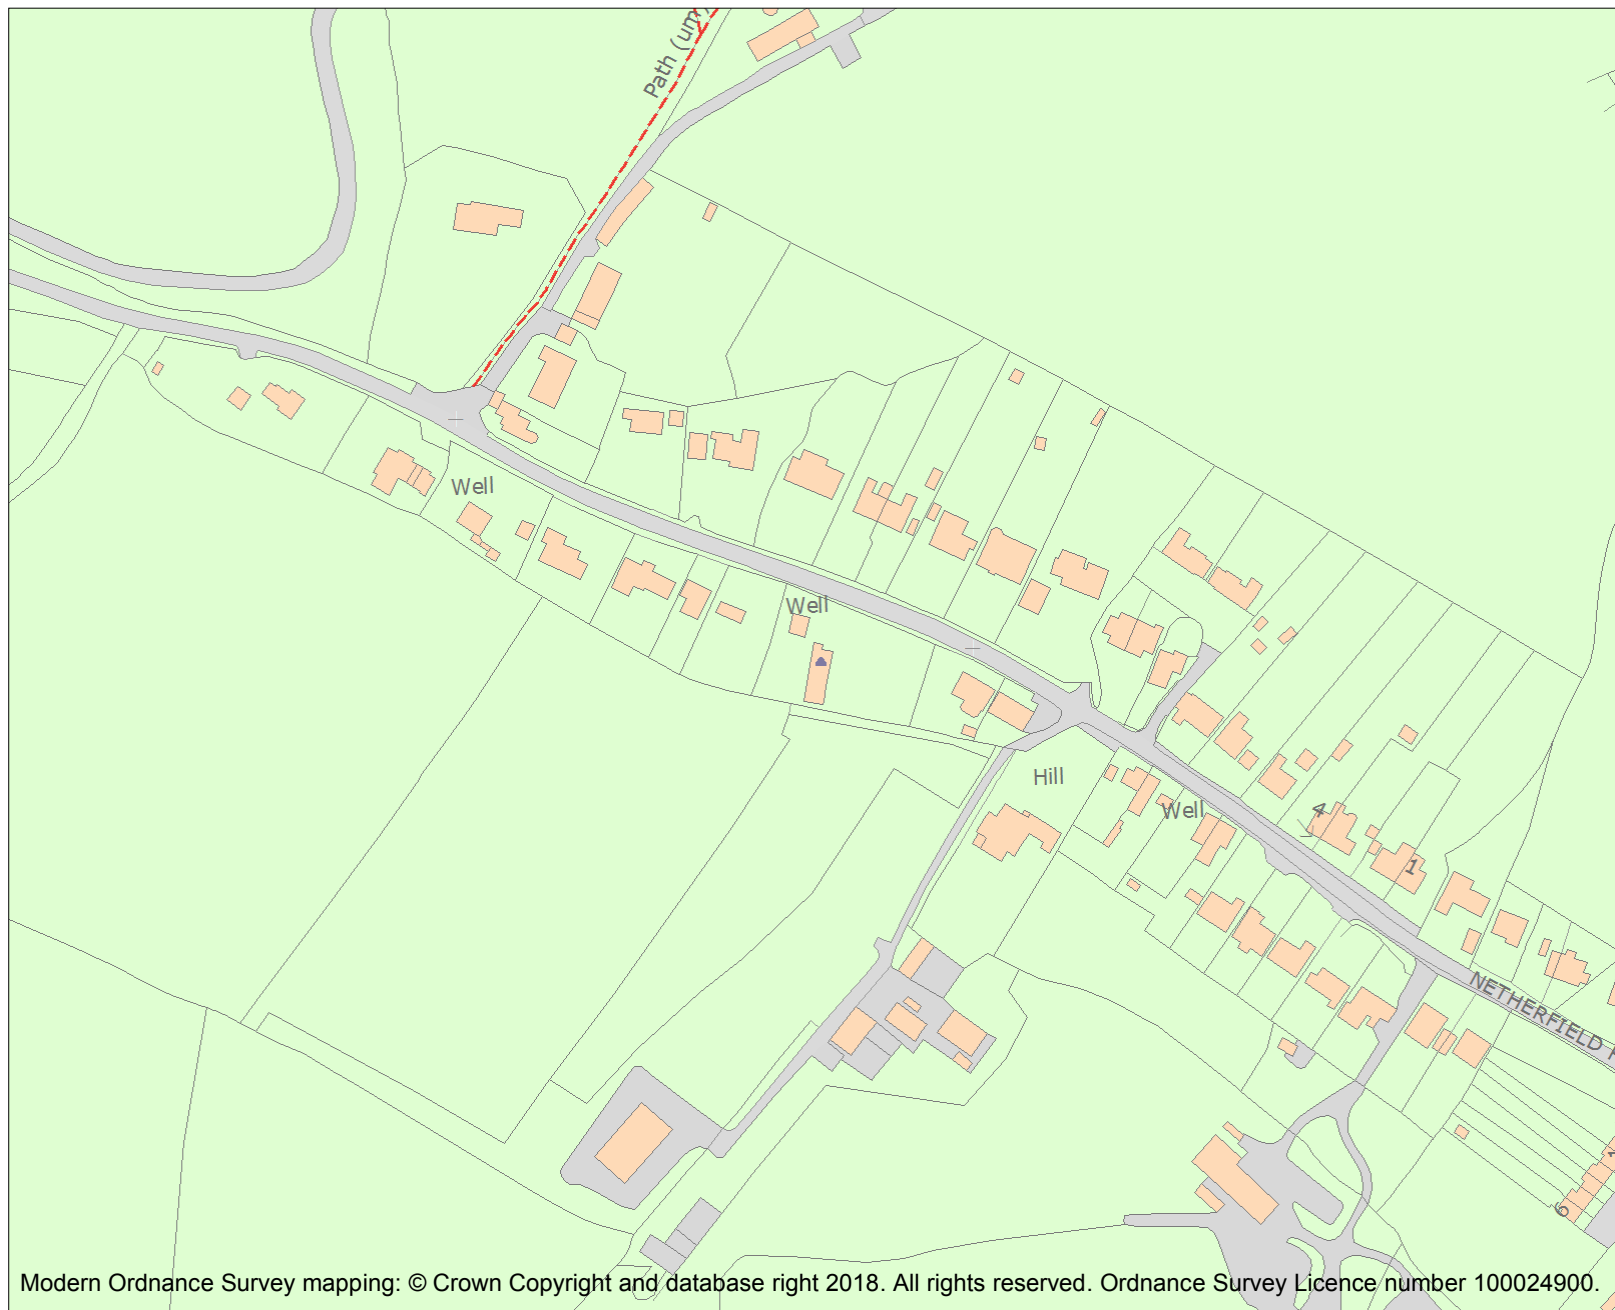 Path (um)
Well
Well
Hill
Well
4
1
NETHERFIELD
6
Modern Ordnance Survey mapping: © Crown Copyright and database right 2018. All rights reserved. Ordnance Survey Licence number 100024900.